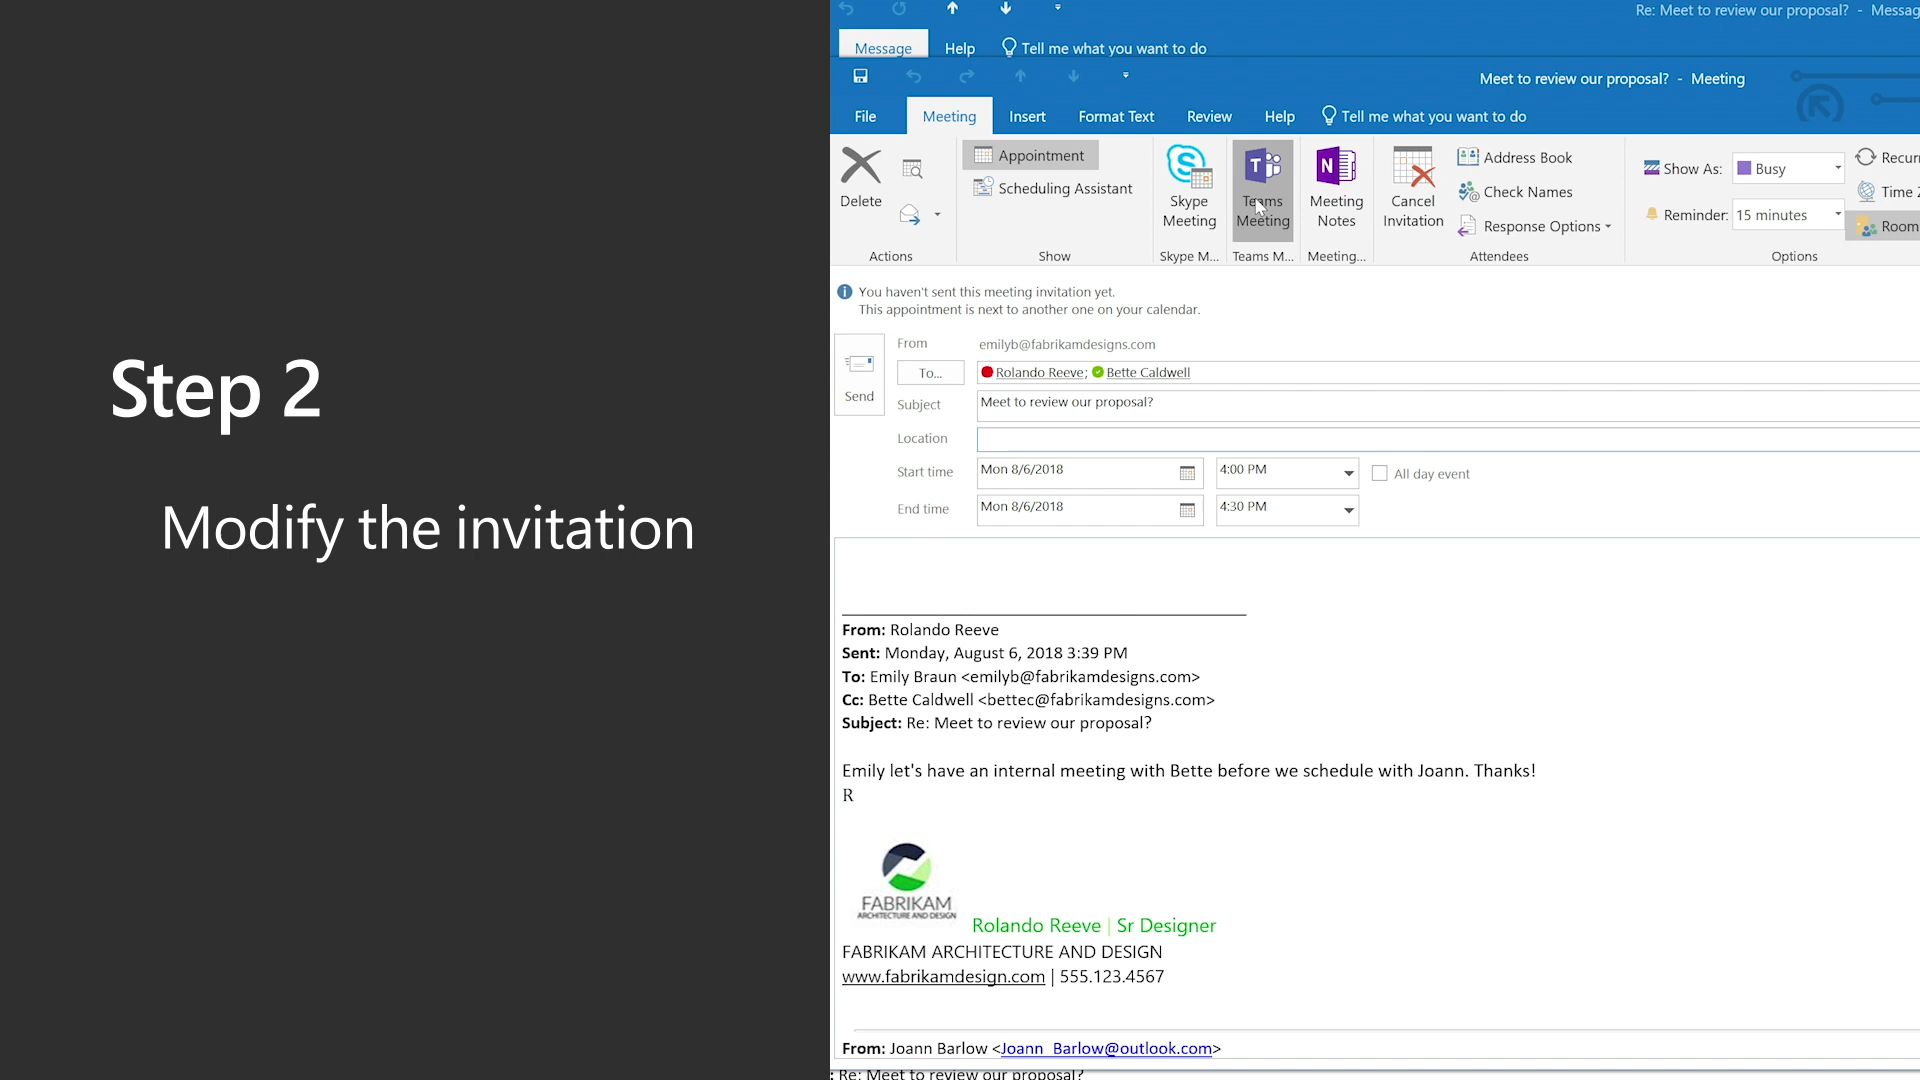 Step 2
Modify the invitation
Re: Meet to review our proposal? - Messag
Message Help Tell me what you want to do
Meet to review our proposal? - Meeting
File Meeting Insert Format Text Review Help Tell me what you want to do
Delete
Actions
Appointment
Scheduling Assistant
Show
Skype
Meeting
Skype M...
Teams
Meeting
Teams M...
Meeting
Notes
Meeting...
Cancel
Invitation
Address Book
Check Names
Response Options
Attendees
Show As: Busy
Reminder: 15 minutes
Recur
Time Z
Room
Options
You haven't sent this meeting invitation yet.
This appointment is next to another one on your calendar.
Send
From emilyb@fabrikamdesigns.com
To... Rolando Reeve; Bette Caldwell
Subject Meet to review our proposal?
Location
Start time Mon 8/6/2018 4:00 PM All day event
End time Mon 8/6/2018 4:30 PM
From: Rolando Reeve
Sent: Monday, August 6, 2018 3:39 PM
To: Emily Braun <emilyb@fabrikamdesigns.com>
Cc: Bette Caldwell <bettec@fabrikamdesigns.com>
Subject: Re: Meet to review our proposal?
Emily let's have an internal meeting with Bette before we schedule with Joann. Thanks!
R
FABRIKAM
ARCHITECTURE AND DESIGN
Rolando Reeve | Sr Designer
FABRIKAM ARCHITECTURE AND DESIGN
www.fabrikamdesign.com | 555.123.4567
From: Joann Barlow <Joann_Barlow@outlook.com>
: Re: Meet to review our proposal?